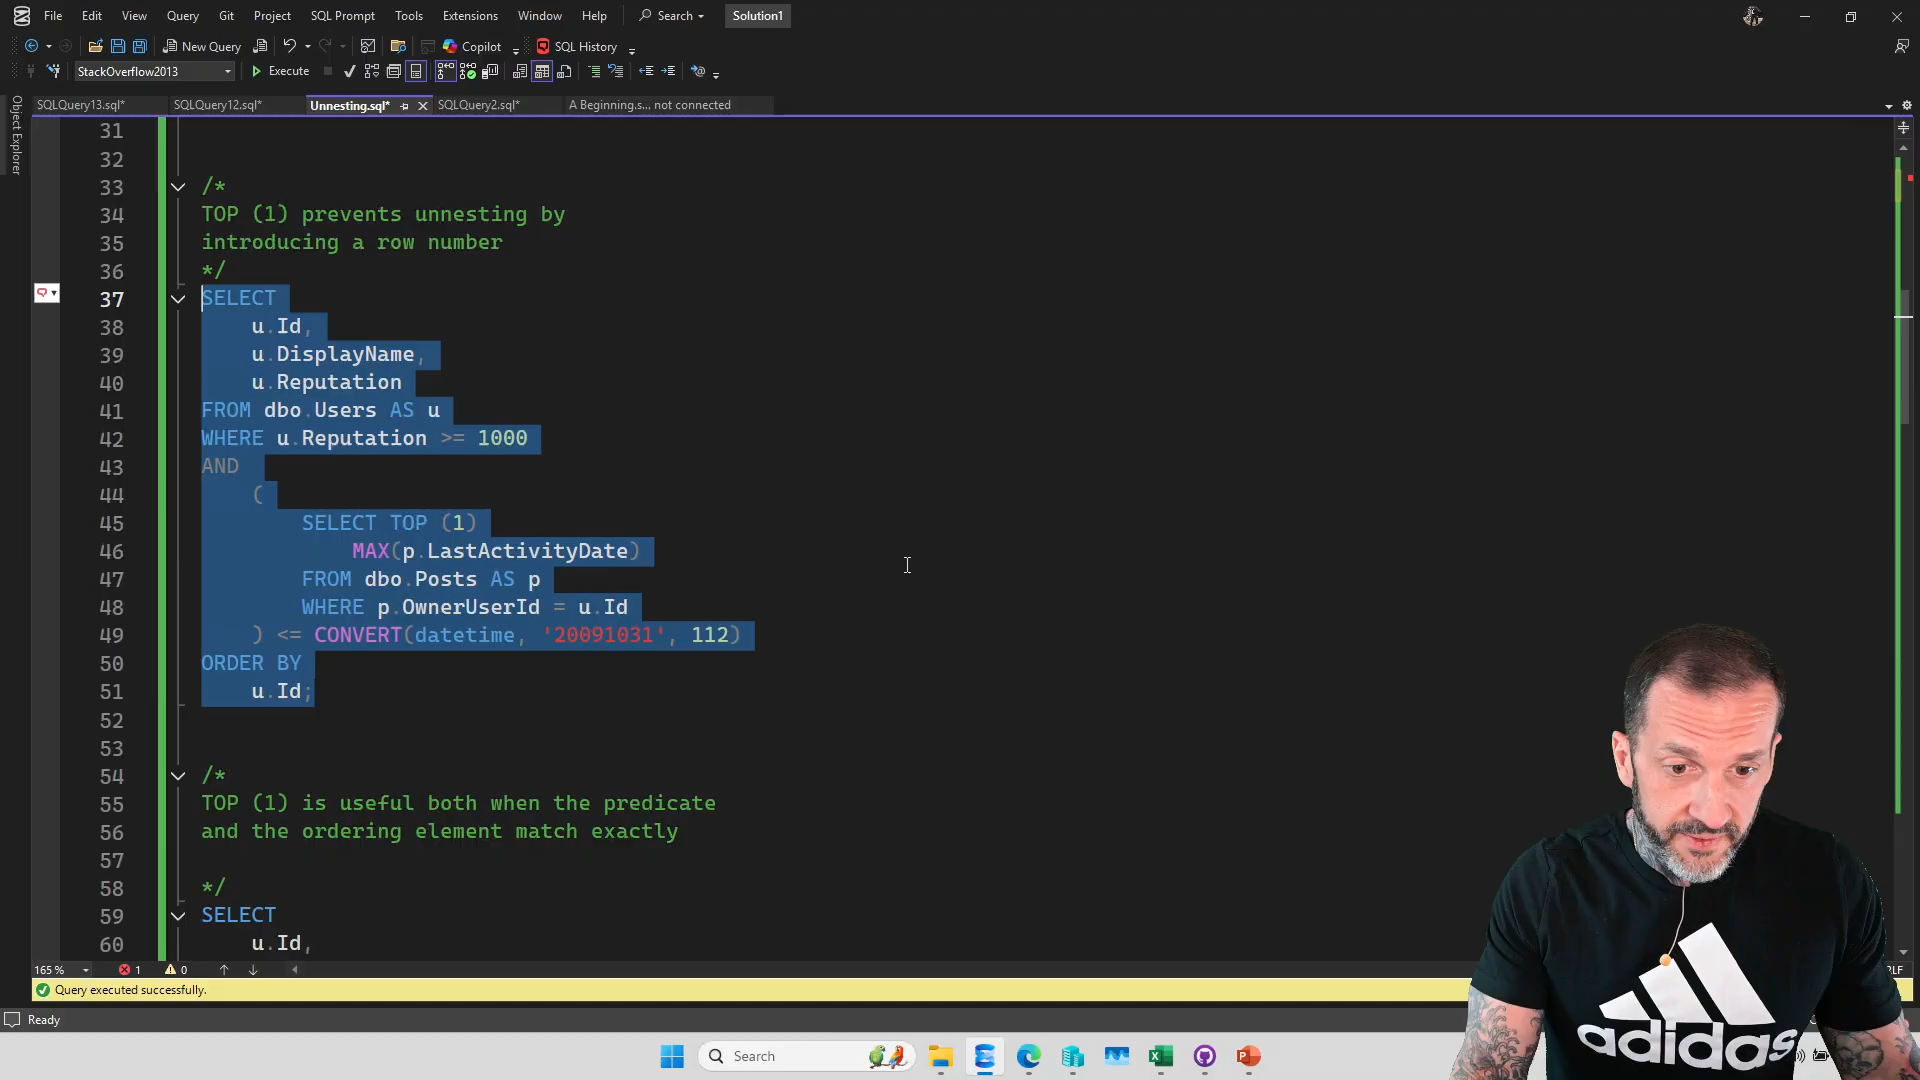 File Edit View Query Git Project SQL Prompt Tools Extensions Window Help Search Solution1
New Query Copilot SQL History
StackOverflow2013 Execute
SQLQuery13.sql* SQLQuery12.sql* Unnesting.sql* SQLQuery2.sql* A Beginning.s... not connected
Object Explorer
31
32
33 /*
34 TOP (1) prevents unnesting by
35 introducing a row number
36 */
37 SELECT
38 u.Id,
39 u.DisplayName,
40 u.Reputation
41 FROM dbo.Users AS u
42 WHERE u.Reputation >= 1000
43 AND
44 (
45 SELECT TOP (1)
46 MAX(p.LastActivityDate)
47 FROM dbo.Posts AS p
48 WHERE p.OwnerUserId = u.Id
49 ) <= CONVERT(datetime, '20091031', 112)
50 ORDER BY
51 u.Id;
52
53
54 /*
55 TOP (1) is useful both when the predicate
56 and the ordering element match exactly
57
58 */
59 SELECT
60 u.Id,
165 % 1 0
Query executed successfully.
Ready
Search
adidas